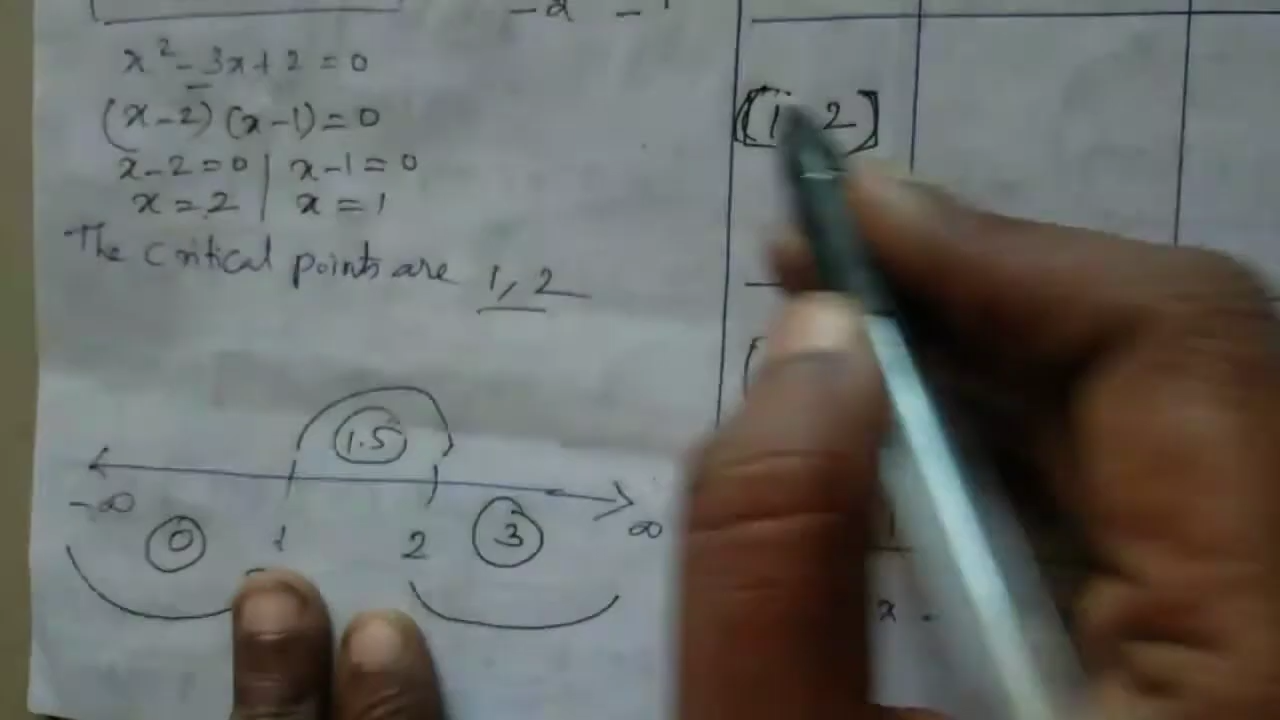 x² - 3x + 2 = 0
(x-2) (x-1) = 0
x-2=0 | x-1=0
x=2 | x=1
The critical points are 1, 2
1.5
-∞ 0 1 2 3 ∞
[1 2]
1
x -